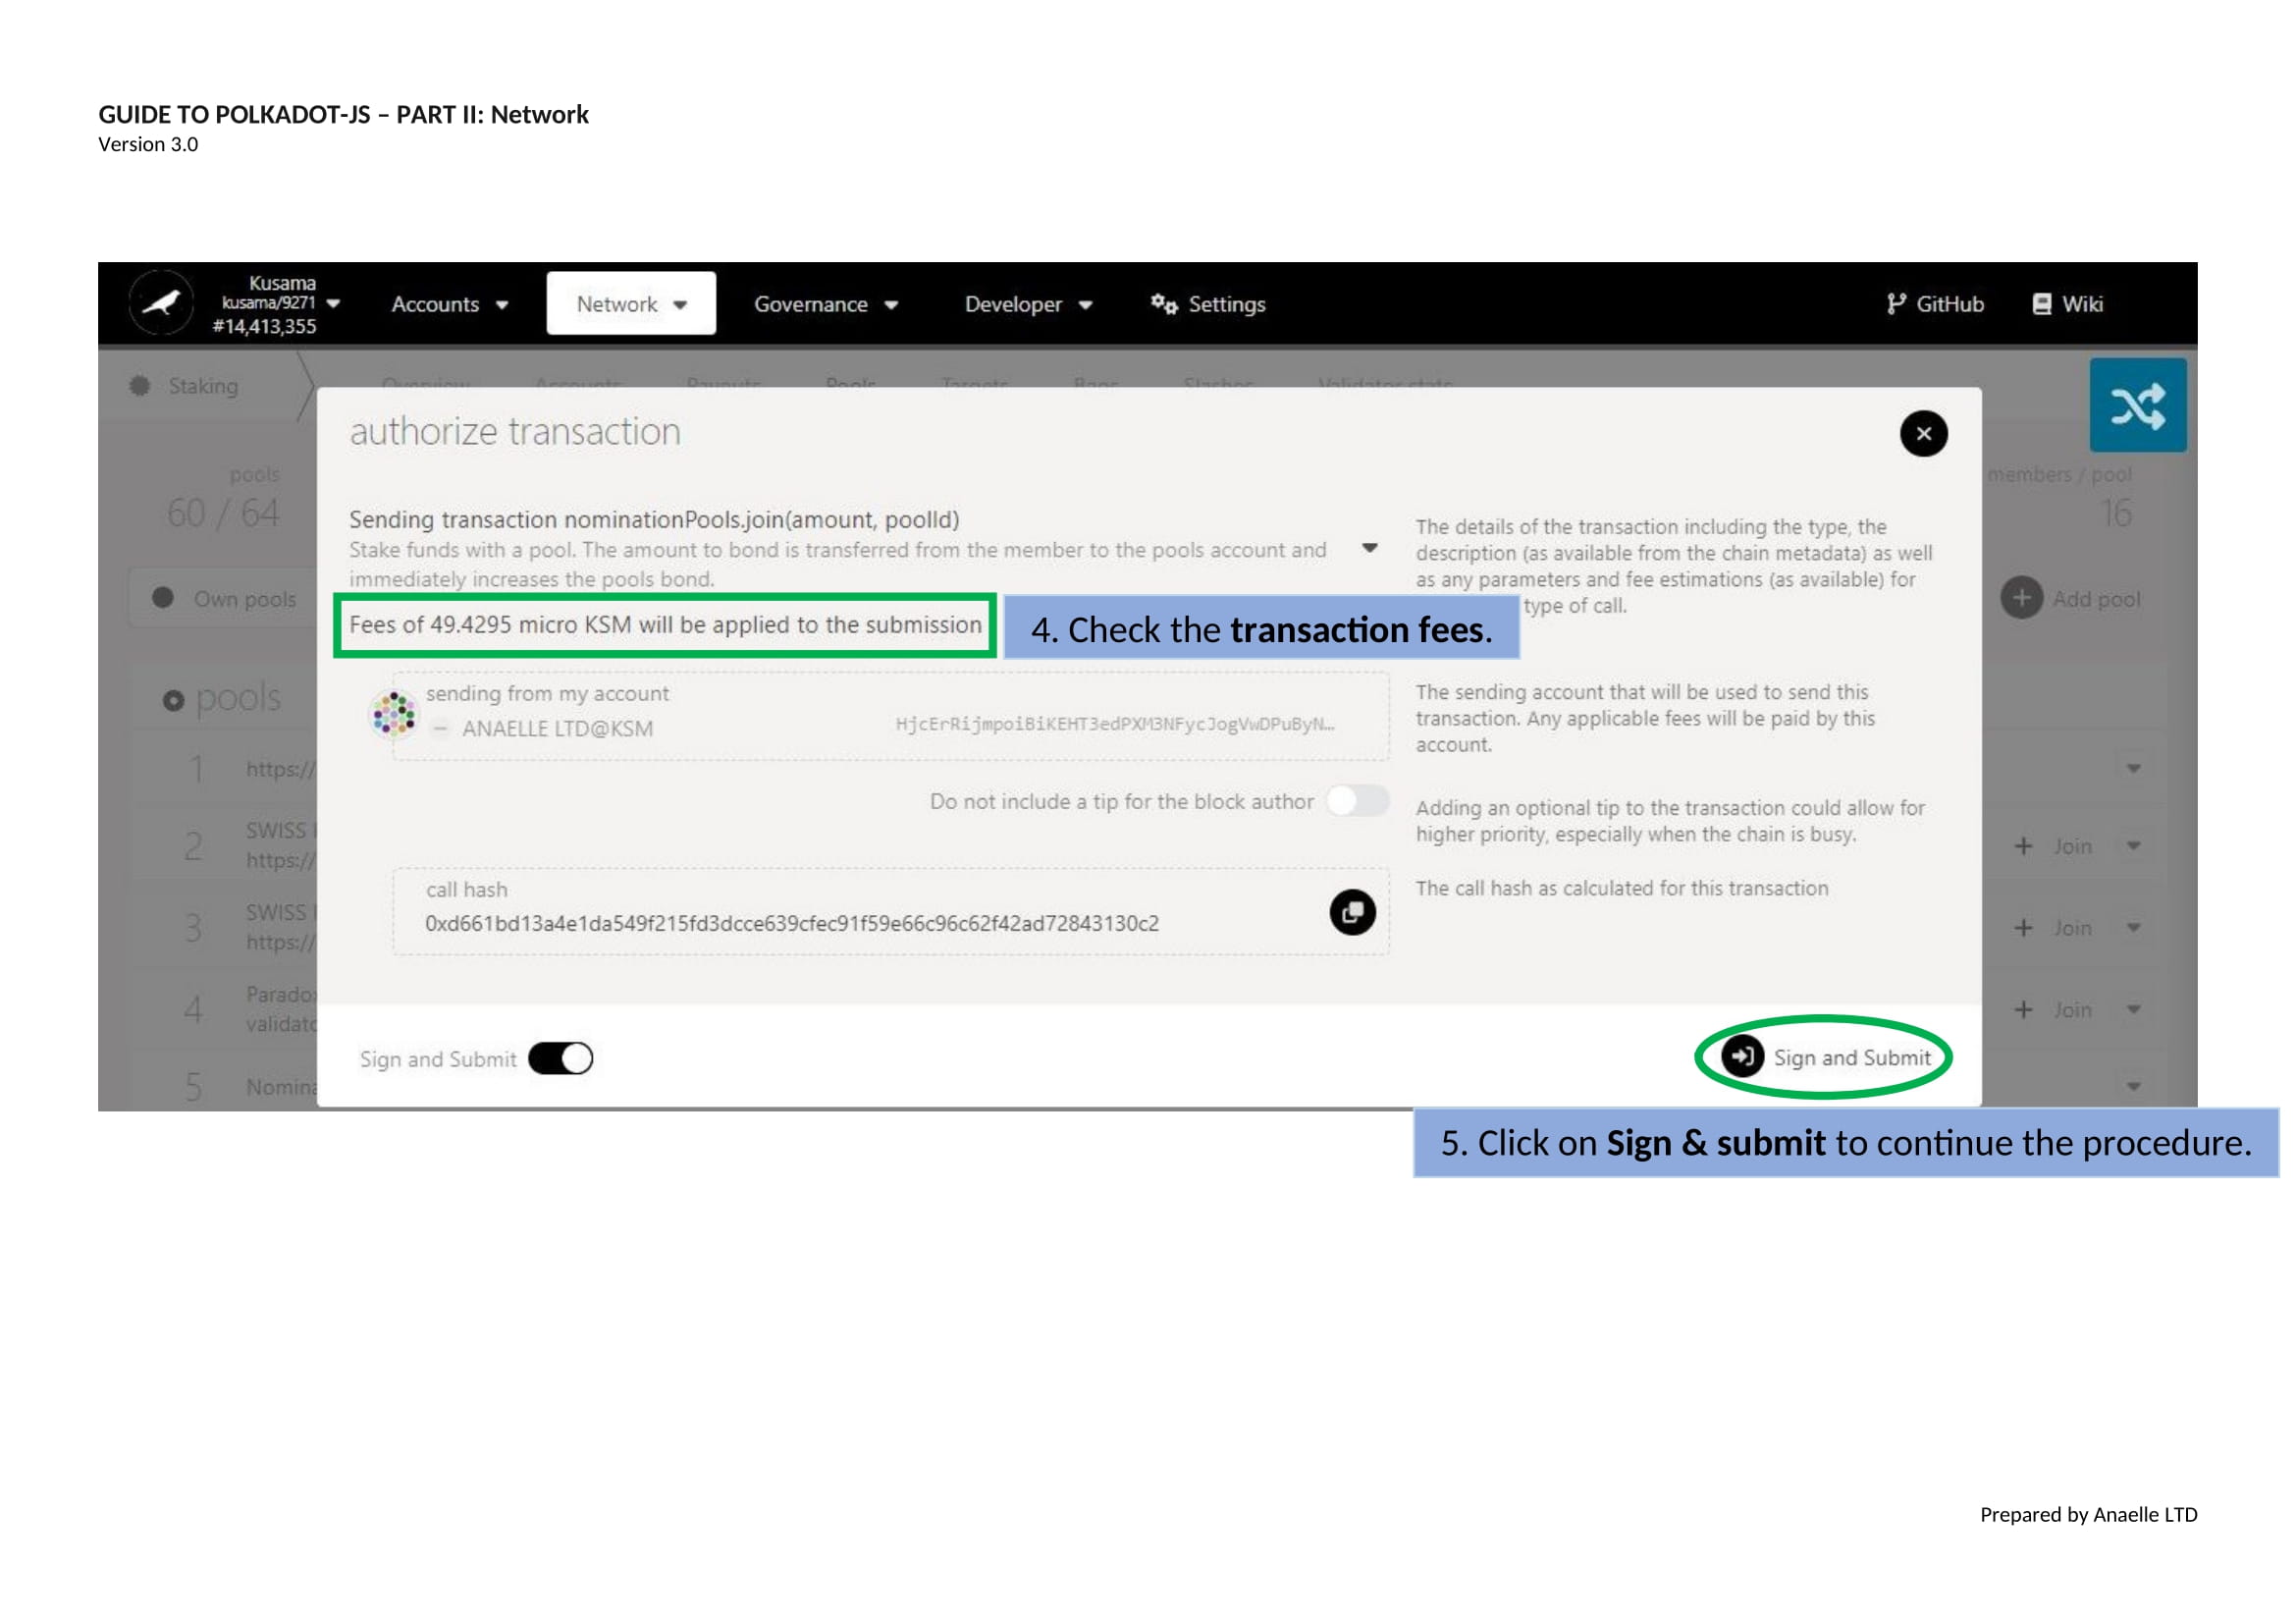 GUIDE TO POLKADOT-JS – PART II: Network
Version 3.0
Kusama
kusama/9271
#14,413,355
Accounts
Network
Governance
Developer
Settings
GitHub
Wiki
Staking
Overview Accounts Payouts Pools Targets Bags Slashes Validator stats
authorize transaction
pools
60 / 64
members / pool
16
Sending transaction nominationPools.join(amount, poolId)
Stake funds with a pool. The amount to bond is transferred from the member to the pools account and
immediately increases the pools bond.
The details of the transaction including the type, the
description (as available from the chain metadata) as well
as any parameters and fee estimations (as available) for
type of call.
Own pools
Add pool
Fees of 49.4295 micro KSM will be applied to the submission
4. Check the transaction fees.
pools
sending from my account
ANAELLE LTD@KSM
HjcErRijmpoiBiKEHT3edPXM3NFycJogVwDPuByN…
The sending account that will be used to send this
transaction. Any applicable fees will be paid by this
account.
1 https://
Do not include a tip for the block author
Adding an optional tip to the transaction could allow for
higher priority, especially when the chain is busy.
2 SWISS
https://
Join
call hash
0xd661bd13a4e1da549f215fd3dcce639cfec91f59e66c96c62f42ad72843130c2
The call hash as calculated for this transaction
3 SWISS
https://
Join
4 Parado
validato
Join
5 Nomina
Sign and Submit
Sign and Submit
5. Click on Sign & submit to continue the procedure.
Prepared by Anaelle LTD